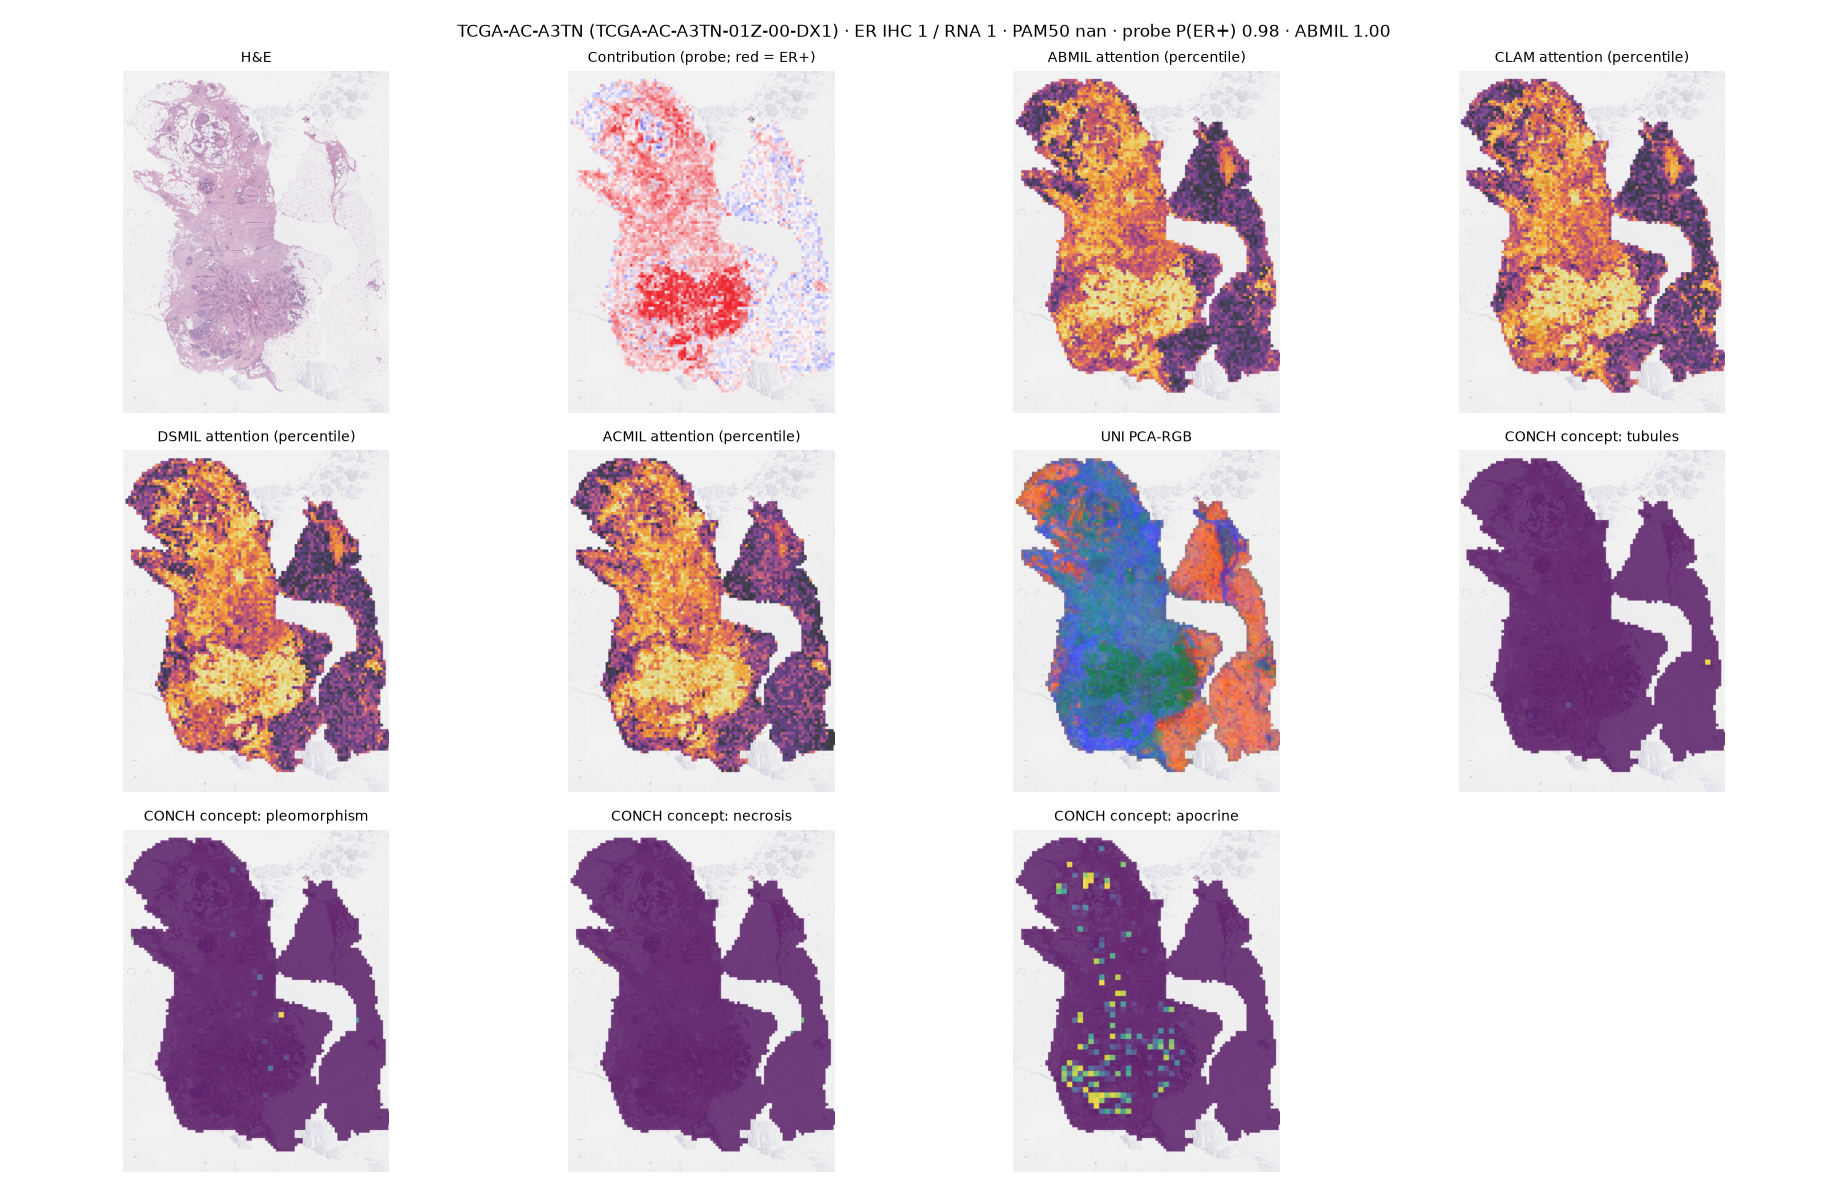 TCGA-AC-A3TN (TCGA-AC-A3TN-01Z-00-DX1) · ER IHC 1 / RNA 1 · PAM50 nan · probe P(ER+) 0.98 · ABMIL 1.00
H&E
Contribution (probe; red = ER+)
ABMIL attention (percentile)
CLAM attention (percentile)
DSMIL attention (percentile)
ACMIL attention (percentile)
UNI PCA-RGB
CONCH concept: tubules
CONCH concept: pleomorphism
CONCH concept: necrosis
CONCH concept: apocrine